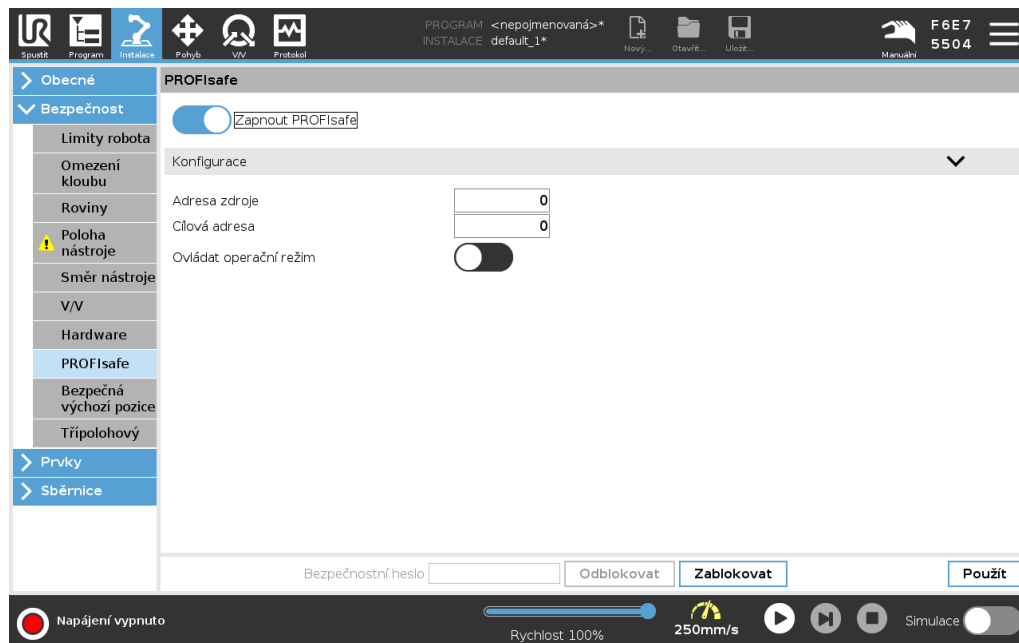 PROGRAM <nepojmenovaná>*
INSTALACE default_1*
F6E7
5504
Spustit Program Instalace Pohyb V/V Protokol Nový... Otevřít... Uložit... Manuální
Obecné
Bezpečnost
Limity robota
Omezení
kloubu
Roviny
Poloha
nástroje
Směr nástroje
V/V
Hardware
PROFIsafe
Bezpečná
výchozí pozice
Třípolohový
Prvky
Sběrnice
PROFIsafe
Zapnout PROFIsafe
Konfigurace
Adresa zdroje 0
Cílová adresa 0
Ovládat operační režim
Bezpečnostní heslo Odblokovat Zablokovat Použít
Napájení vypnuto
Rychlost 100%
250mm/s
Simulace